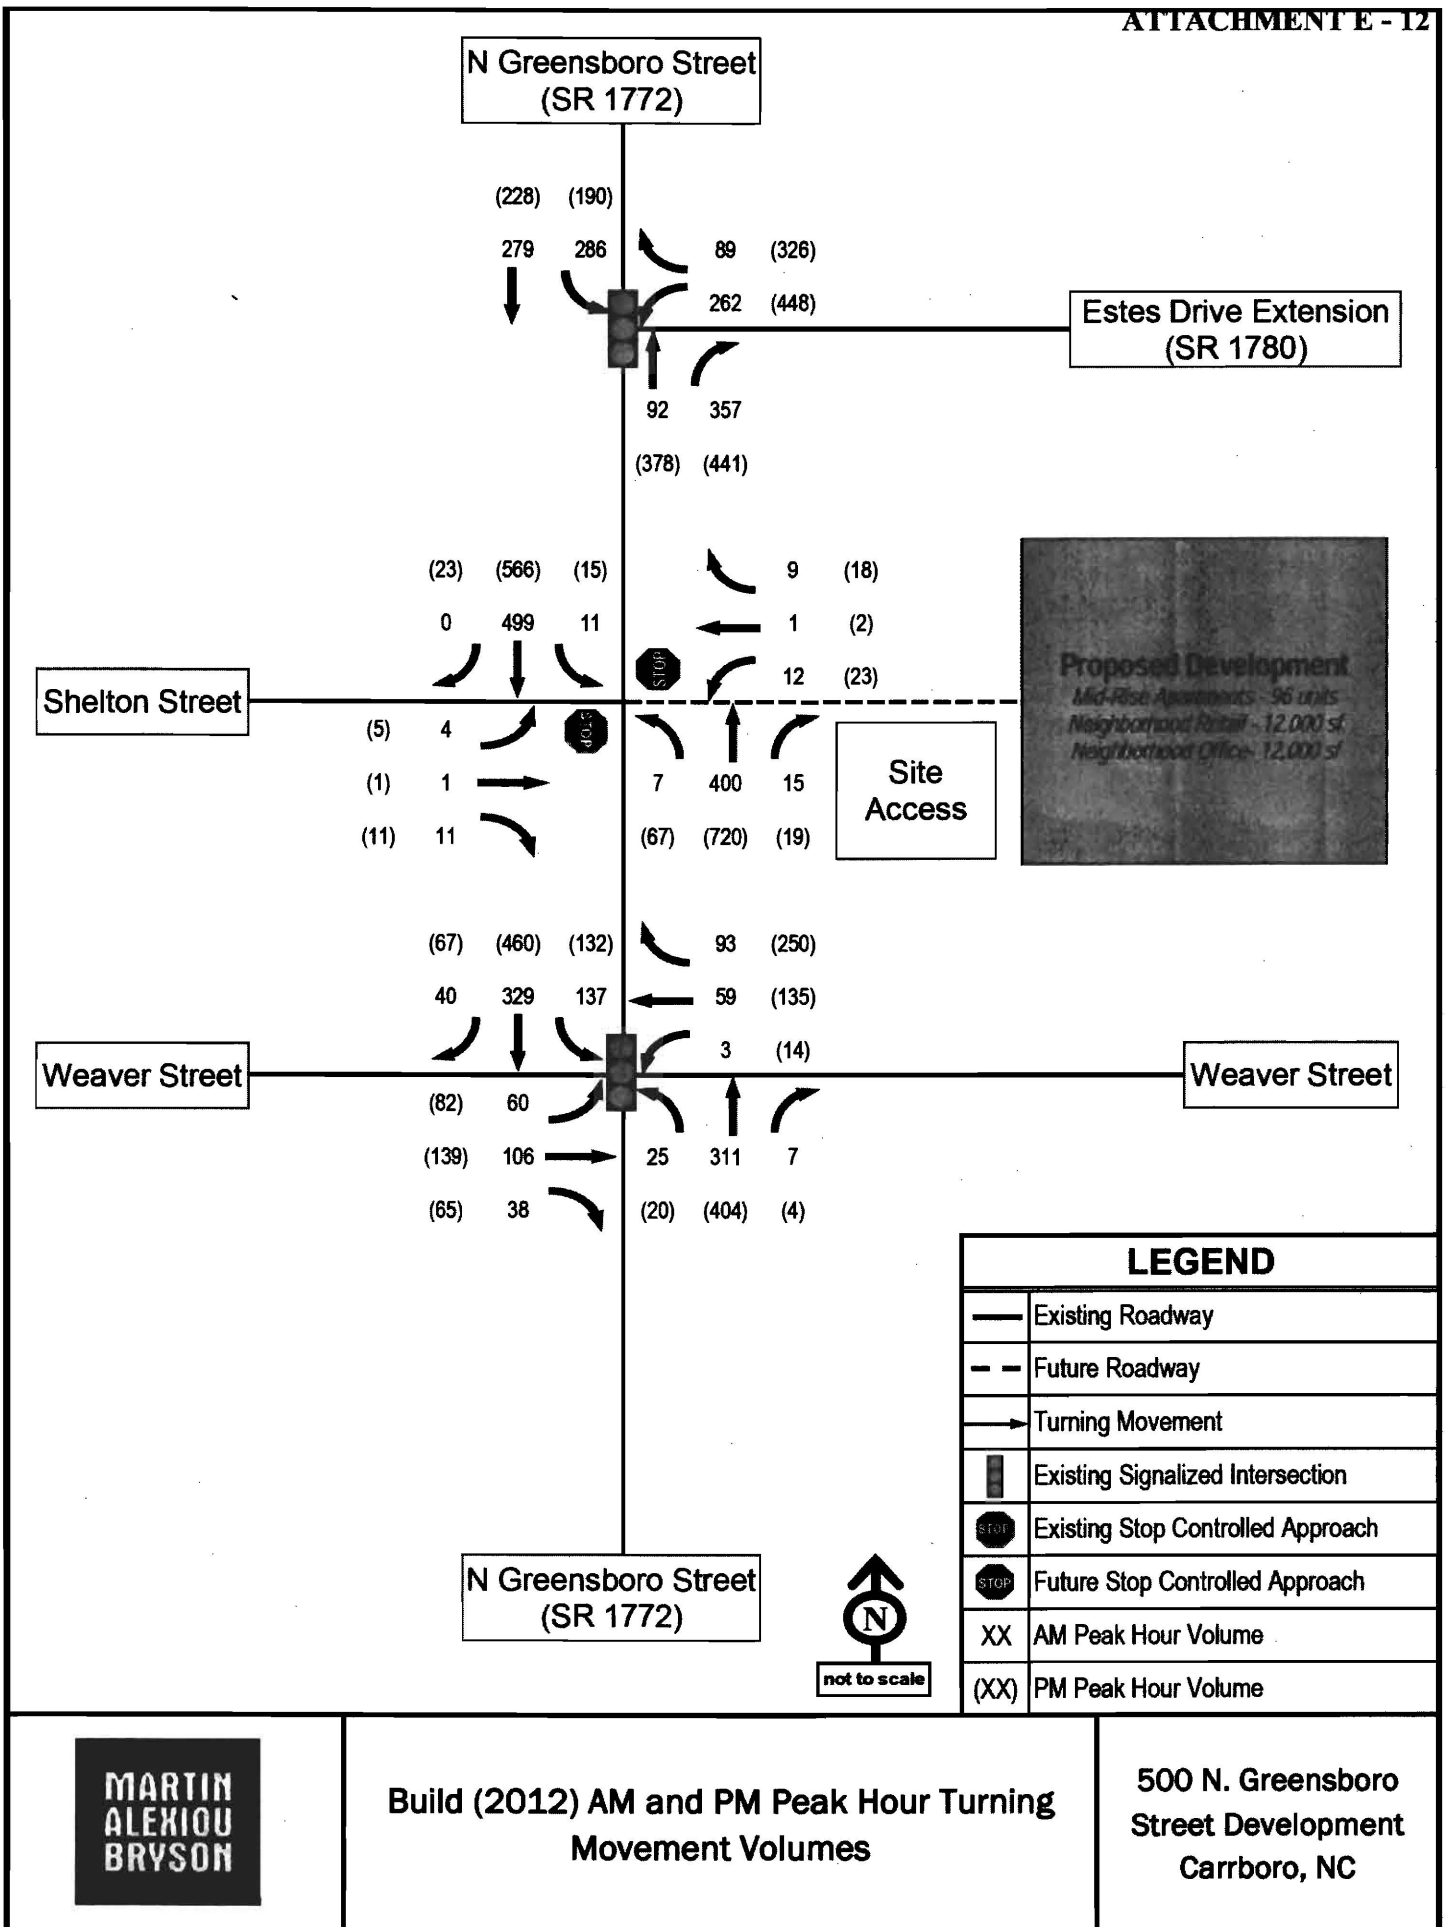 ATTACHMENT E - 12
N Greensboro Street
(SR 1772)
(228) (190)
279 286
89 (326)
262 (448)
Estes Drive Extension
(SR 1780)
92 357
(378) (441)
(23) (566) (15)
0 499 11
9 (18)
1 (2)
12 (23)
STOP
Shelton Street
STOP
(5) 4
(1) 1
(11) 11
7 400 15
(67) (720) (19)
Site
Access
Proposed Development
Mid-Rise Apartments - 96 units
Neighborhood Retail - 12,000 sf
Neighborhood Office - 12,000 sf
(67) (460) (132)
40 329 137
93 (250)
59 (135)
3 (14)
Weaver Street
Weaver Street
(82) 60
(139) 106
(65) 38
25 311 7
(20) (404) (4)
LEGEND
Existing Roadway
Future Roadway
Turning Movement
Existing Signalized Intersection
STOP Existing Stop Controlled Approach
STOP Future Stop Controlled Approach
XX AM Peak Hour Volume
(XX) PM Peak Hour Volume
N Greensboro Street
(SR 1772)
N
not to scale
MARTIN
ALEXIOU
BRYSON
Build (2012) AM and PM Peak Hour Turning
Movement Volumes
500 N. Greensboro
Street Development
Carrboro, NC